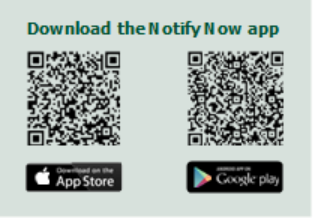 Download the Notify Now app
Download on the
App Store
ANDROID APP ON
Google play